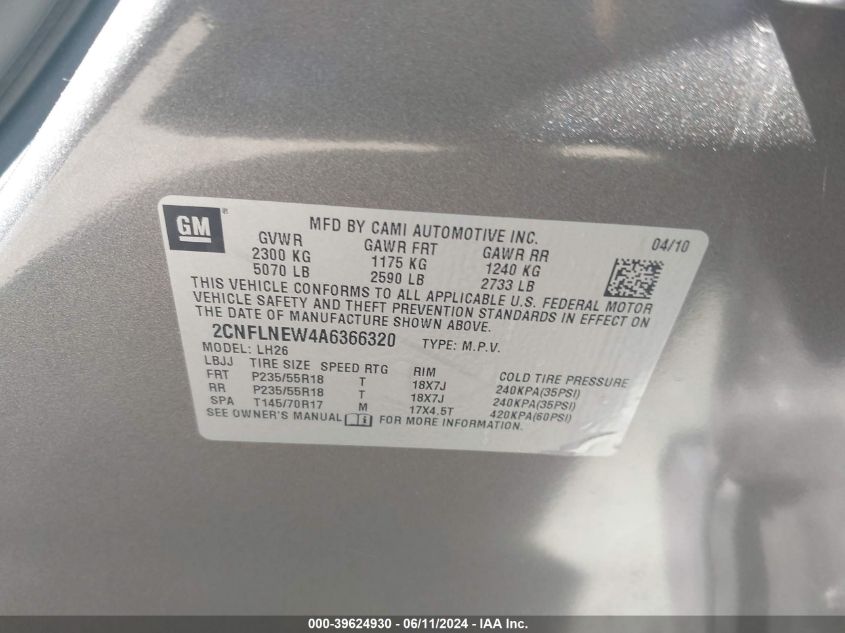 GM®
MFD BY CAMI AUTOMOTIVE INC. 04/10
GVWR GAWR FRT GAWR RR
2300 KG 1175 KG 1240 KG
5070 LB 2590 LB 2733 LB
THIS VEHICLE CONFORMS TO ALL APPLICABLE U.S. FEDERAL MOTOR
VEHICLE SAFETY AND THEFT PREVENTION STANDARDS IN EFFECT ON
THE DATE OF MANUFACTURE SHOWN ABOVE.
2CNFLNEW4A6366320 TYPE: M.P.V.
MODEL: LH26
LBJJ TIRE SIZE SPEED RTG RIM COLD TIRE PRESSURE
FRT P235/55R18 T 18X7J 240KPA(35PSI)
RR P235/55R18 T 18X7J 240KPA(35PSI)
SPA T145/70R17 M 17X4.5T 420KPA(60PSI)
SEE OWNER'S MANUAL FOR MORE INFORMATION.
000-39624930 - 06/11/2024 - IAA Inc.